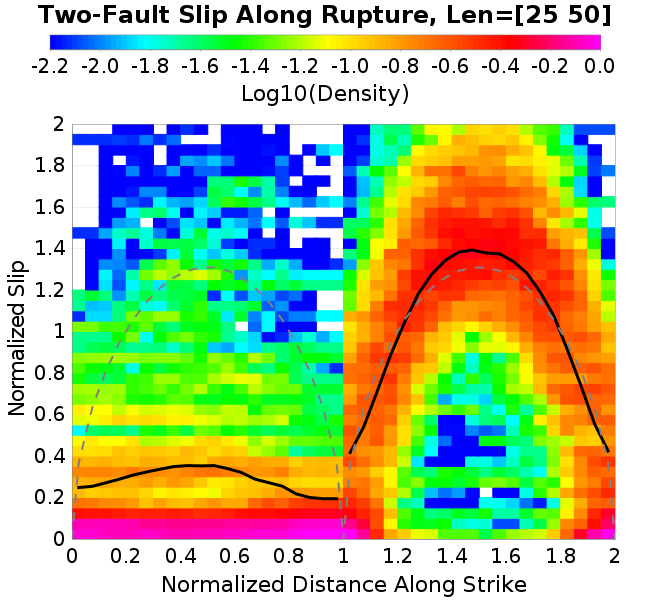 Two-Fault Slip Along Rupture, Len=[25 50]
-2.2 -2.0 -1.8 -1.6 -1.4 -1.2 -1.0 -0.8 -0.6 -0.4 -0.2 0.0
Log10(Density)
2
1.8
1.6
1.4
1.2
1
0.8
0.6
0.4
0.2
0
Normalized Slip
0 0.2 0.4 0.6 0.8 1 1.2 1.4 1.6 1.8 2
Normalized Distance Along Strike